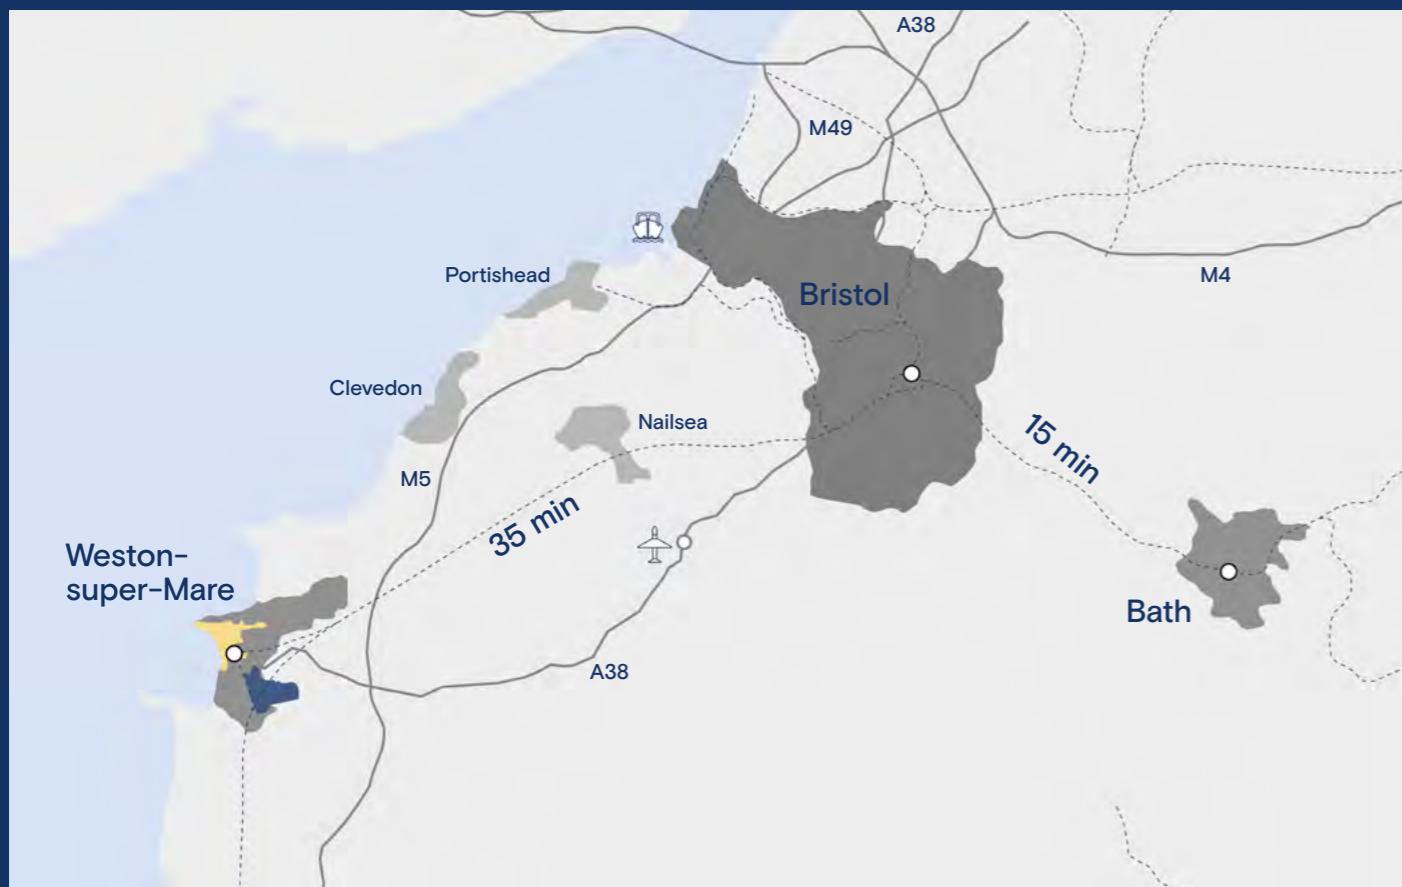 A38
M49
Portishead
M4
Bristol
Clevedon
Nailsea
15 min
M5
35 min
Weston-
super-Mare
Bath
A38